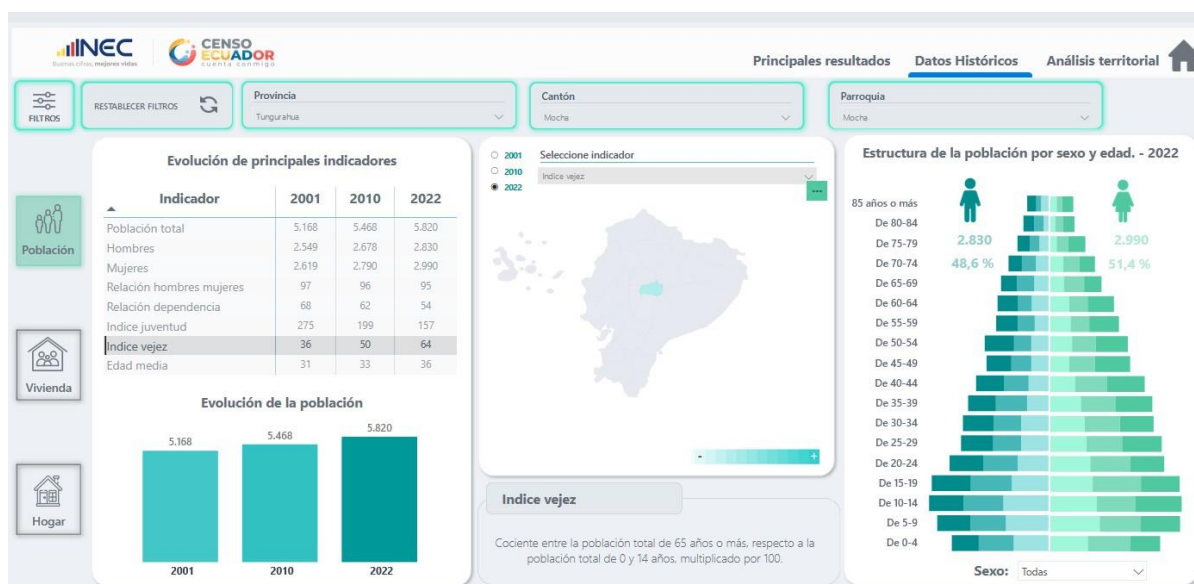 INEC
Buenas cifras, mejores vidas
CENSO
ECUADOR
cuenta conmigo
Principales resultados
Datos Históricos
Análisis territorial
FILTROS
RESTABLECER FILTROS
Provincia
Tungurahua
Cantón
Mocha
Parroquia
Mocha
Población
Vivienda
Hogar
Evolución de principales indicadores
Indicador 2001 2010 2022
Población total 5.168 5.468 5.820
Hombres 2.549 2.678 2.830
Mujeres 2.619 2.790 2.990
Relación hombres mujeres 97 96 95
Relación dependencia 68 62 54
Indice juventud 275 199 157
Indice vejez 36 50 64
Edad media 31 33 36
Evolución de la población
5.168
5.468
5.820
2001
2010
2022
2001
2010
2022
Seleccione indicador
Indice vejez
...
- +
Indice vejez
Cociente entre la población total de 65 años o más, respecto a la
población total de 0 y 14 años, multiplicado por 100.
Estructura de la población por sexo y edad. - 2022
85 años o más
De 80-84
De 75-79
De 70-74
De 65-69
De 60-64
De 55-59
De 50-54
De 45-49
De 40-44
De 35-39
De 30-34
De 25-29
De 20-24
De 15-19
De 10-14
De 5-9
De 0-4
2.830
48,6 %
2.990
51,4 %
Sexo: Todas